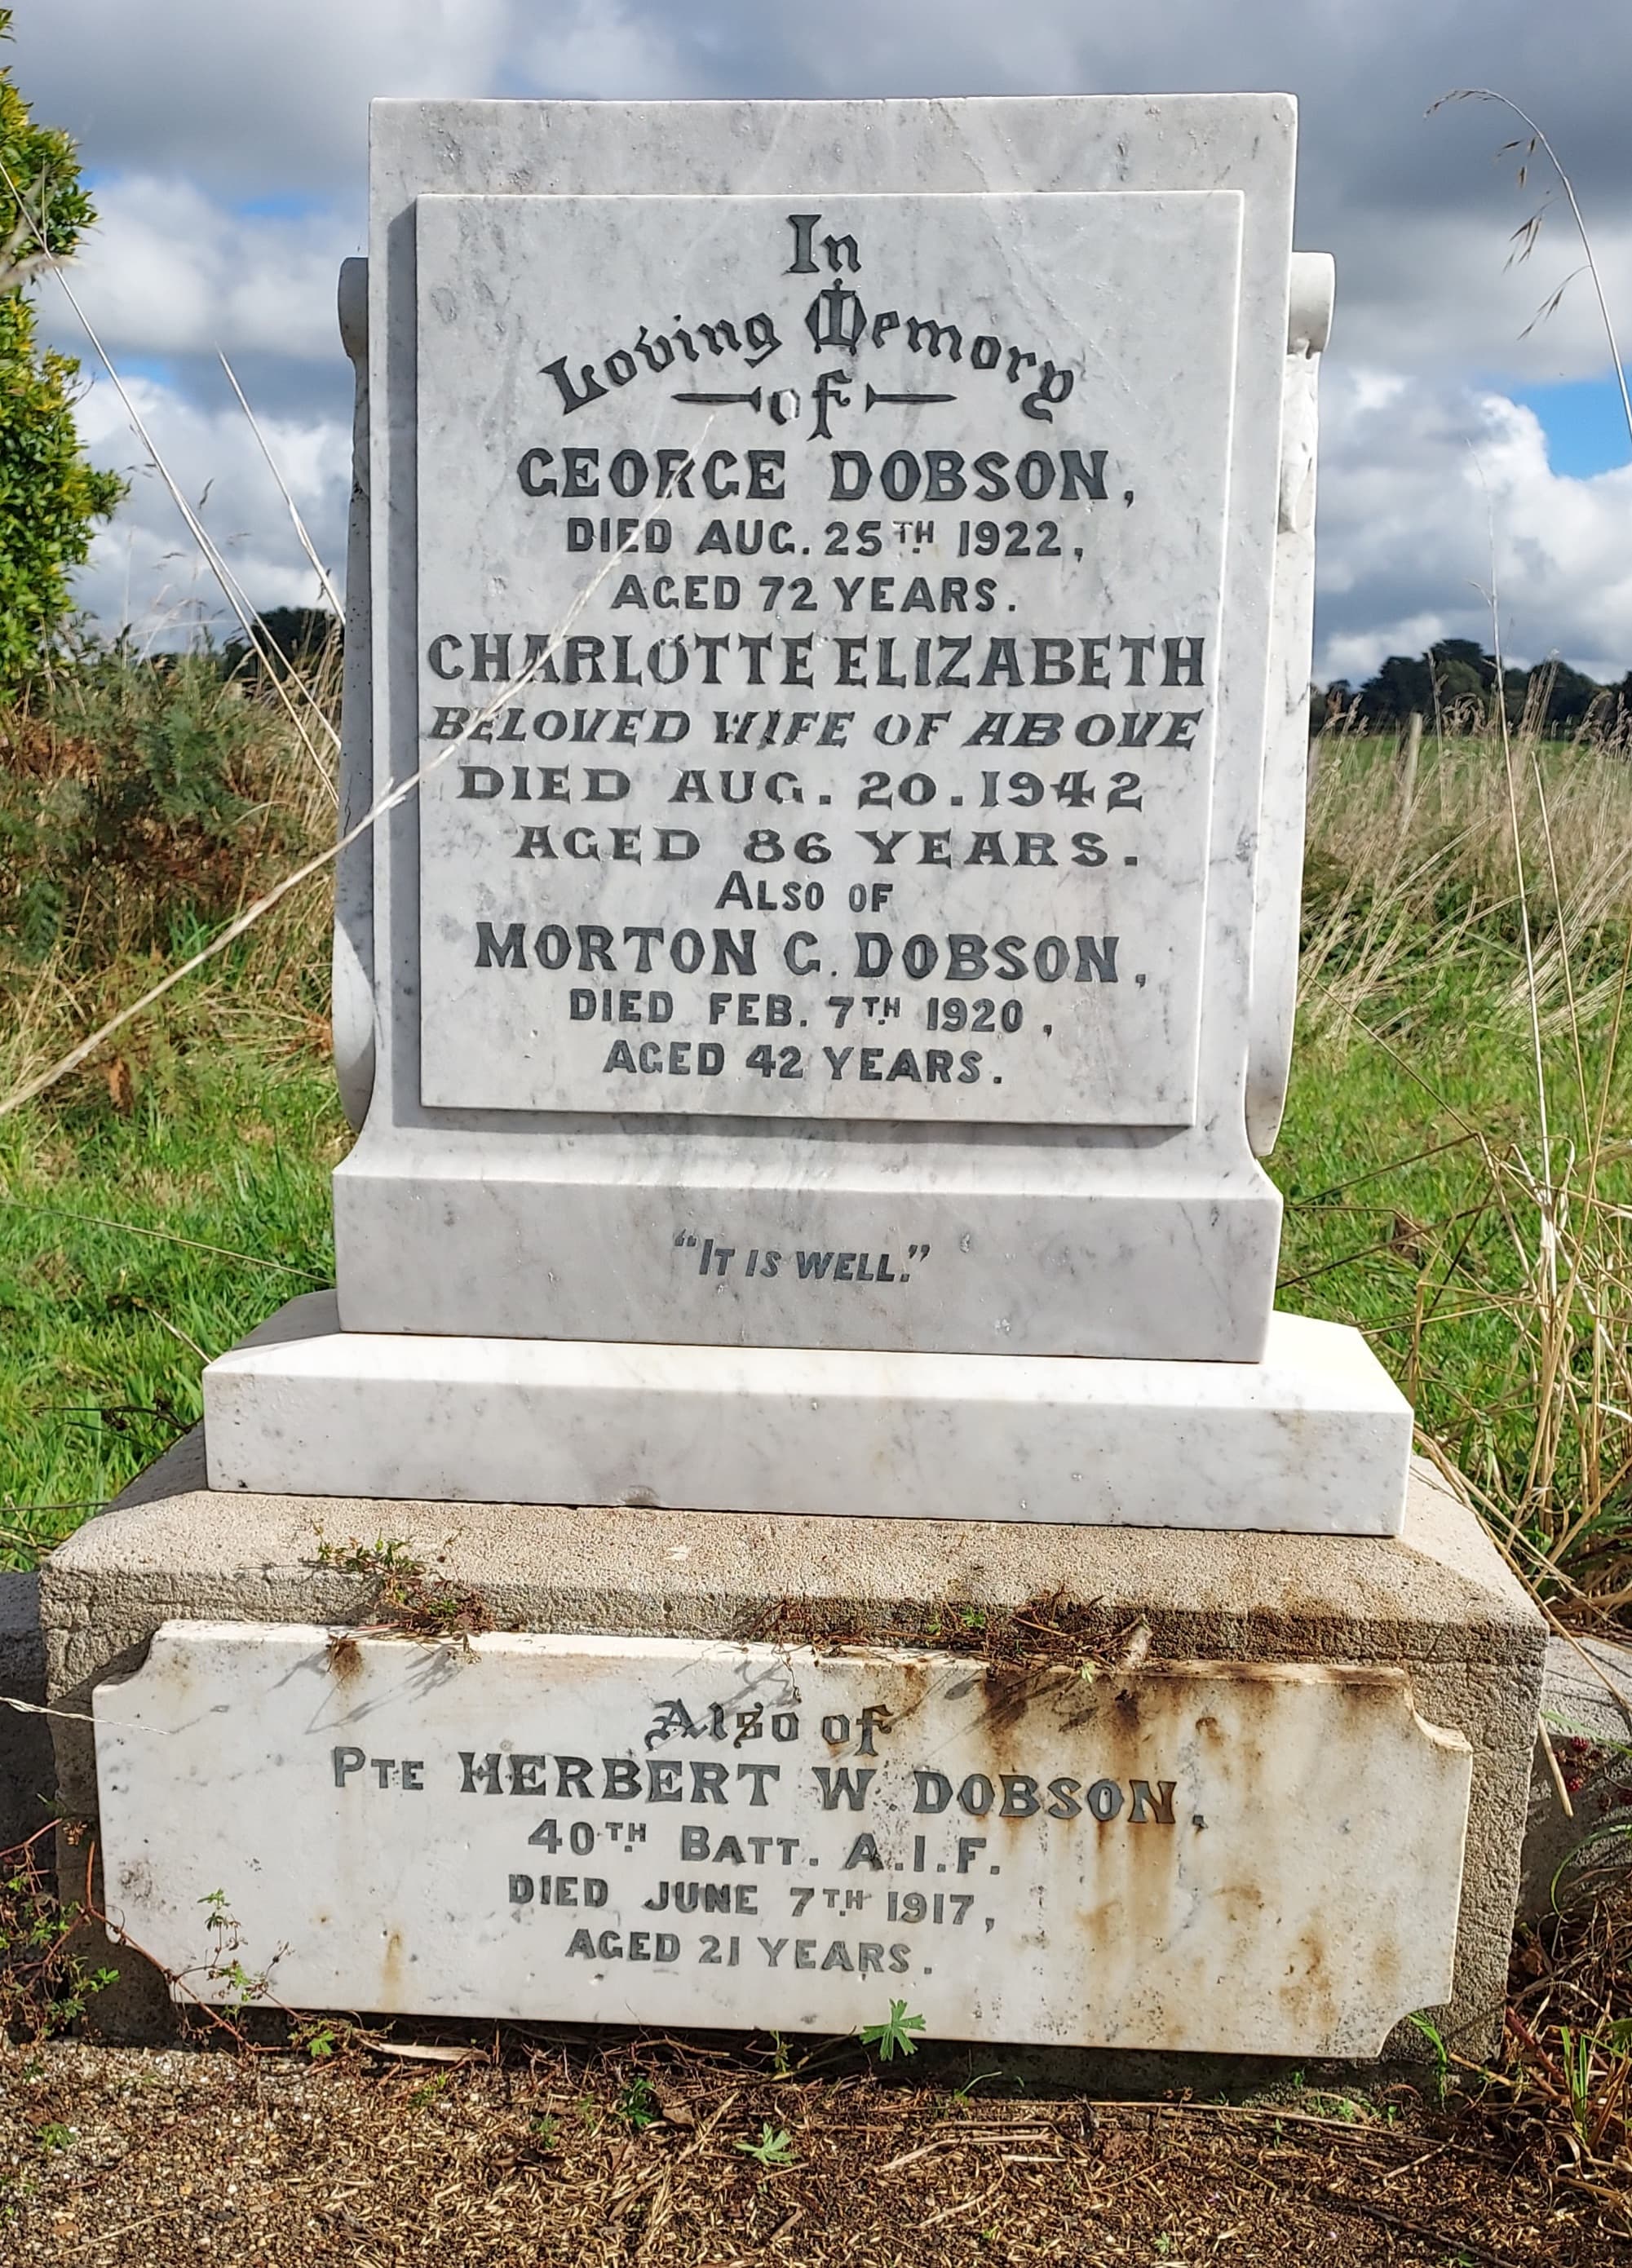 In
Loving Memory
of
GEORGE DOBSON,
DIED AUG. 25TH 1922,
AGED 72 YEARS.
CHARLOTTE ELIZABETH
BELOVED WIFE OF ABOVE
DIED AUG. 20.1942
AGED 86 YEARS.
ALSO OF
MORTON G. DOBSON,
DIED FEB. 7TH 1920,
AGED 42 YEARS.
"IT IS WELL."
Also of
PTE HERBERT W DOBSON,
40TH BATT. A.I.F.
DIED JUNE 7TH 1917,
AGED 21 YEARS.